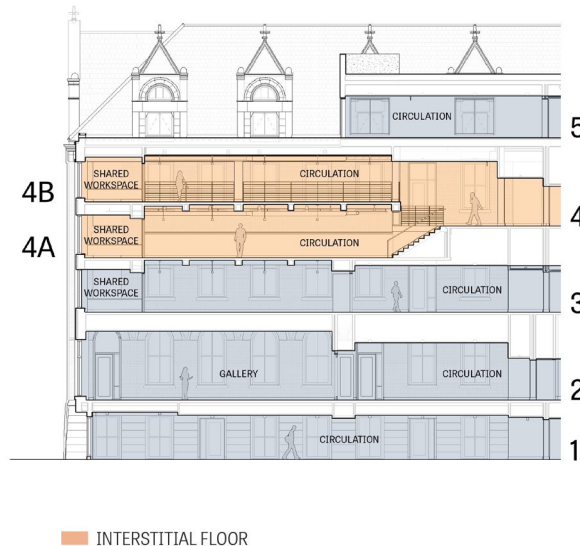 CIRCULATION
5
SHARED
WORKSPACE
CIRCULATION
4B
4
SHARED
WORKSPACE
CIRCULATION
4A
SHARED
WORKSPACE
CIRCULATION
3
GALLERY
CIRCULATION
2
CIRCULATION
1
INTERSTITIAL FLOOR